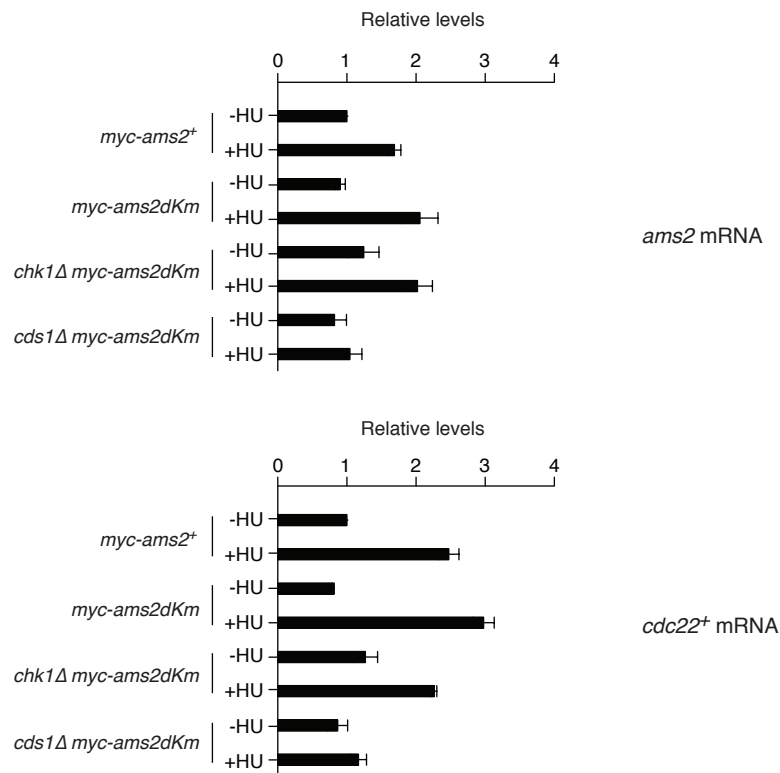 Relative levels
0 1 2 3 4
-HU
myc-ams2⁺
+HU
-HU
myc-ams2dKm
+HU
-HU
chk1Δ myc-ams2dKm
+HU
-HU
cds1Δ myc-ams2dKm
+HU
ams2 mRNA
Relative levels
0 1 2 3 4
-HU
myc-ams2⁺
+HU
-HU
myc-ams2dKm
+HU
-HU
chk1Δ myc-ams2dKm
+HU
-HU
cds1Δ myc-ams2dKm
+HU
cdc22⁺ mRNA